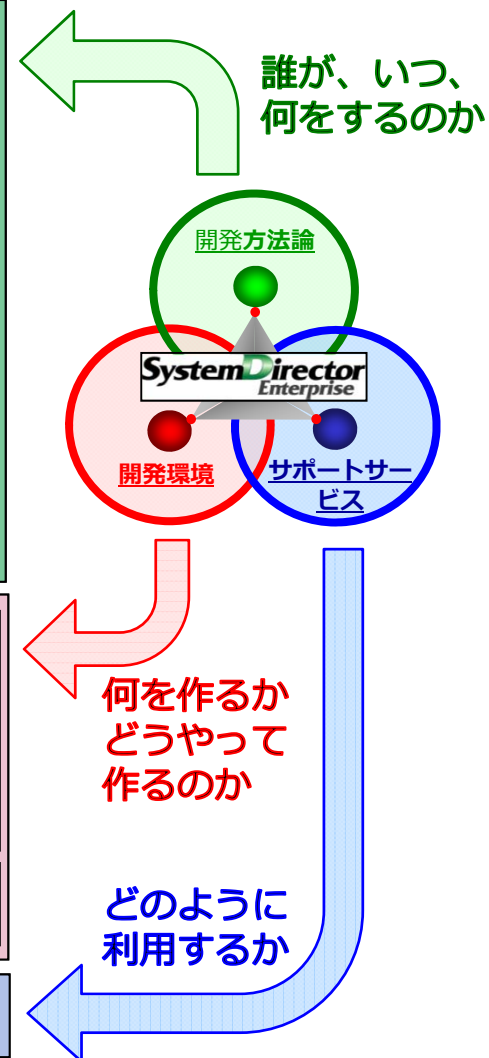 誰が、いつ、
何をするのか
開発方法論
SystemDirector
Enterprise
開発環境
サポートサー
ビス
何を作るか
どうやって
作るのか
どのように
利用するか